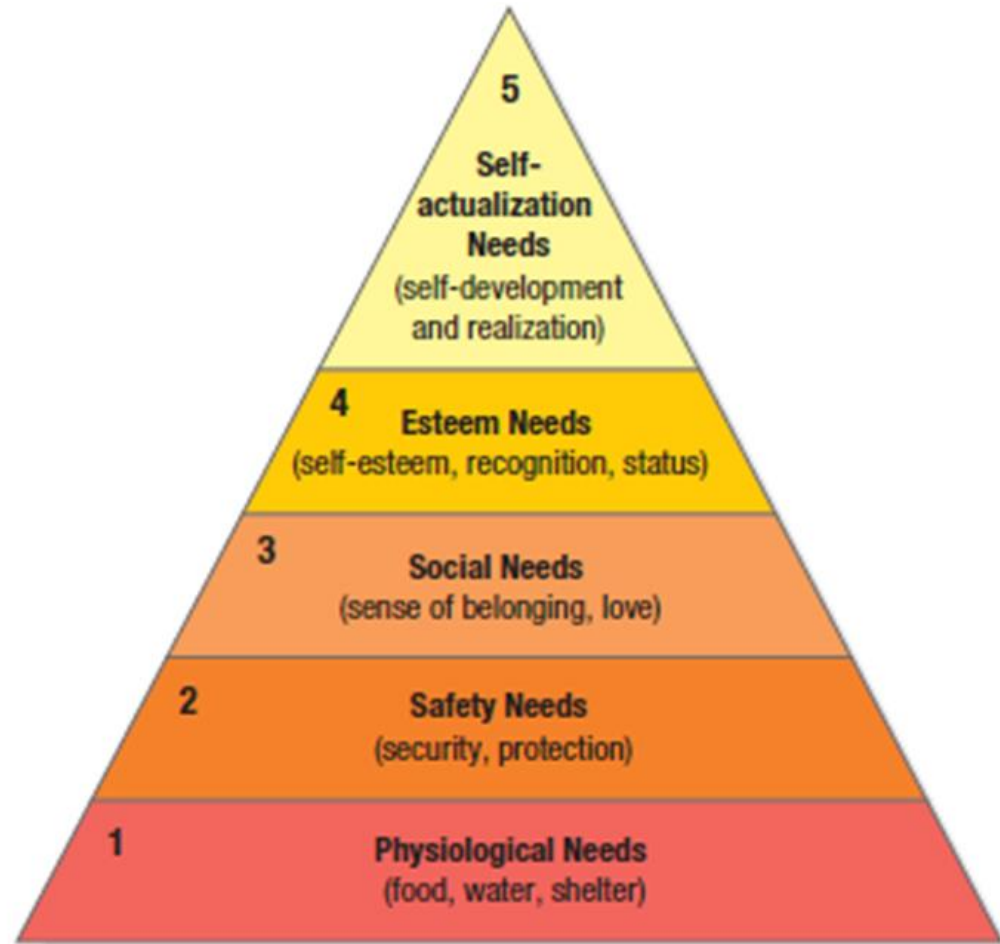 5
Self-
actualization
Needs
(self-development
and realization)
4
Esteem Needs
(self-esteem, recognition, status)
3
Social Needs
(sense of belonging, love)
2
Safety Needs
(security, protection)
1
Physiological Needs
(food, water, shelter)